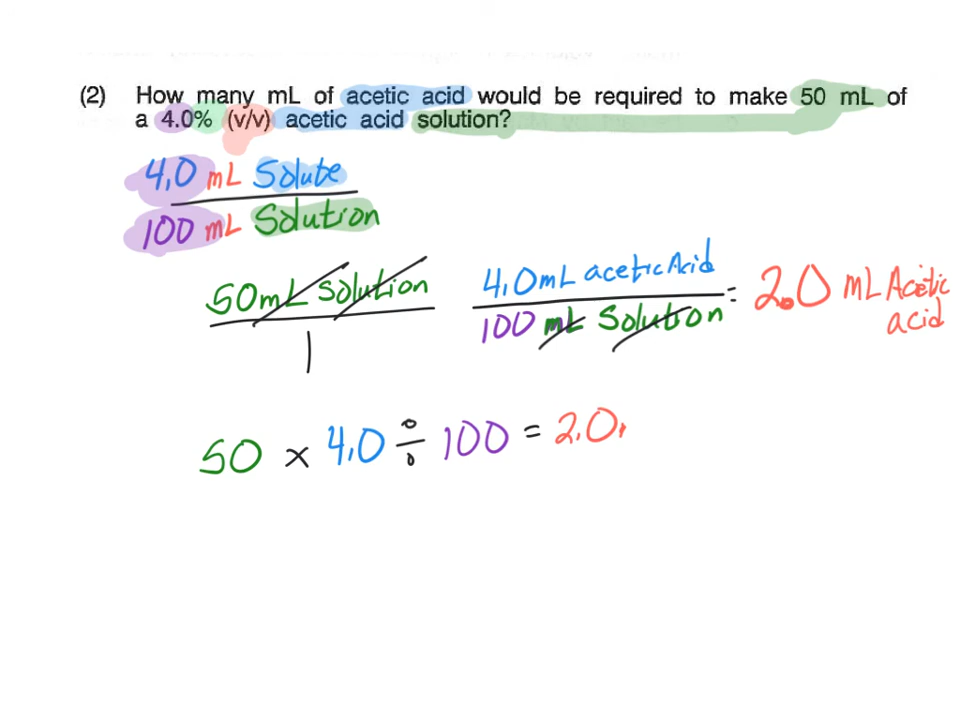 (2) How many mL of acetic acid would be required to make 50 mL of
a 4.0% (v/v) acetic acid solution?
4.0 mL Solute
100 mL Solution
50mL Solution 4.0mL acetic Acid = 2.0 mL Acetic acid
1 100 mL Solution
50 × 4.0 ÷ 100 = 2.0